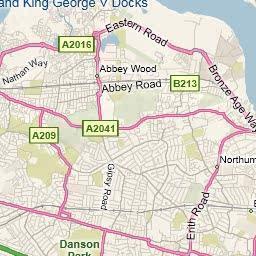 and King George V Docks
Eastern Road
A2016
Nathan Way
Abbey Wood
B213
Abbey Road
Bronze Age Way
A2041
A209
Gipsy Road
Northum
Erith Road
B
Danson
Park